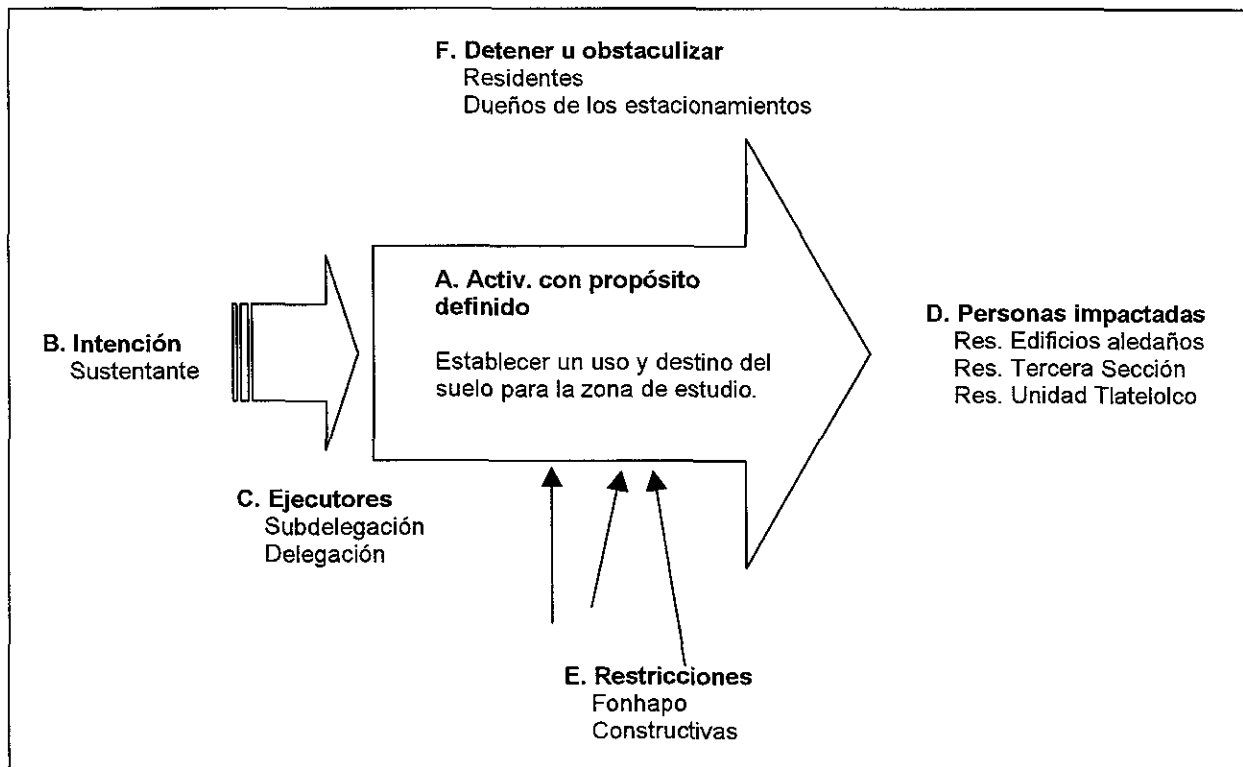 F. Detener u obstaculizar
Residentes
Dueños de los estacionamientos
A. Activ. con propósito
definido
Establecer un uso y destino del
suelo para la zona de estudio.
B. Intención
Sustentante
D. Personas impactadas
Res. Edificios aledaños
Res. Tercera Sección
Res. Unidad Tlatelolco
C. Ejecutores
Subdelegación
Delegación
E. Restricciones
Fonhapo
Constructivas